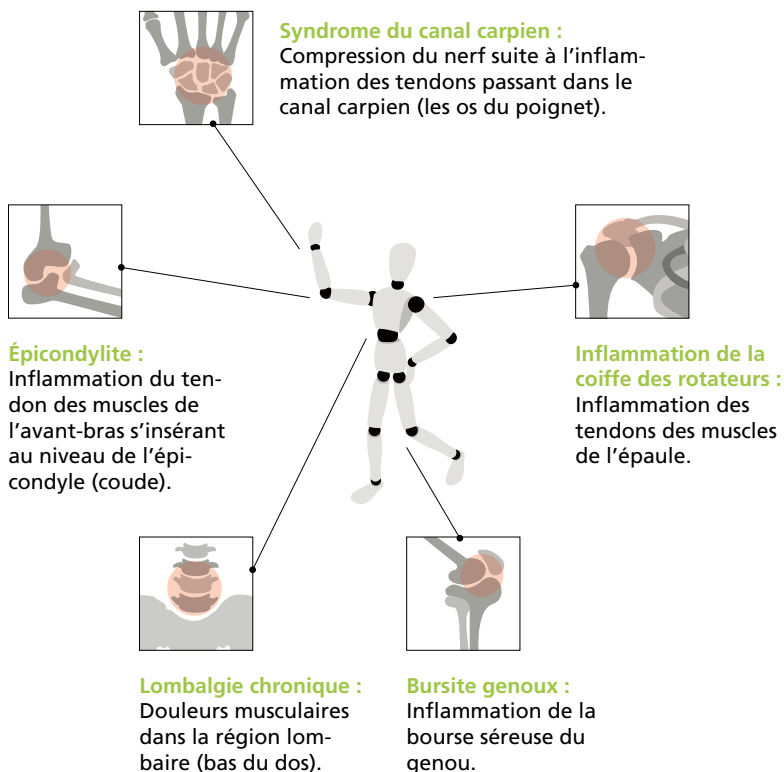 Syndrome du canal carpien :
Compression du nerf suite à l’inflam-
mation des tendons passant dans le
canal carpien (les os du poignet).
Épicondylite :
Inflammation du ten-
don des muscles de
l’avant-bras s’insérant
au niveau de l’épi-
condyle (coude).
Inflammation de la
coiffe des rotateurs :
Inflammation des
tendons des muscles
de l’épaule.
Lombalgie chronique :
Douleurs musculaires
dans la région lom-
baire (bas du dos).
Bursite genoux :
Inflammation de la
bourse séreuse du
genou.